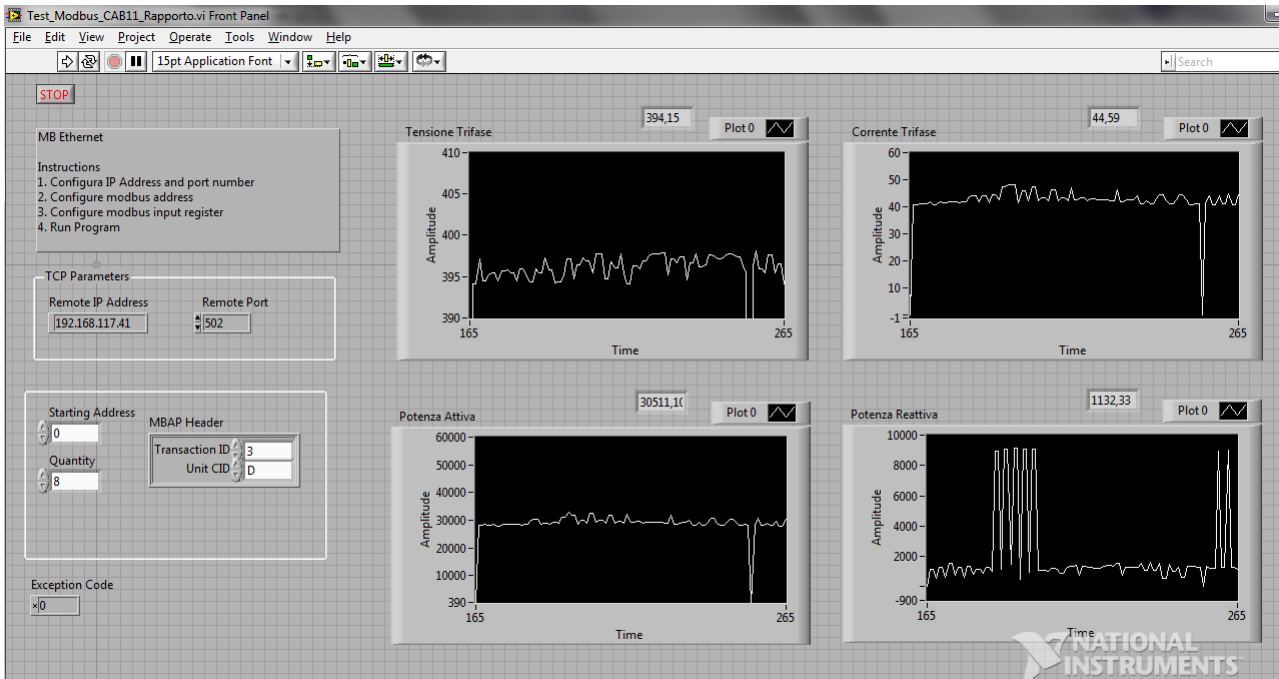 Test_Modbus_CAB11_Rapporto.vi Front Panel
File Edit View Project Operate Tools Window Help
15pt Application Font
Search
STOP
MB Ethernet
Instructions
1. Configura IP Address and port number
2. Configure modbus address
3. Configure modbus input register
4. Run Program
TCP Parameters
Remote IP Address
Remote Port
192.168.117.41
502
Starting Address
0
Quantity
8
MBAP Header
Transaction ID 3
Unit CID D
Exception Code
×0
Tensione Trifase
394,15
Plot 0
410
405
400
395
390
Amplitude
165
265
Time
Corrente Trifase
44,59
Plot 0
60
50
40
30
20
10
-1
Amplitude
165
265
Time
Potenza Attiva
30511,1
Plot 0
60000
50000
40000
30000
20000
10000
390
Amplitude
165
265
Time
Potenza Reattiva
1132,33
Plot 0
10000
8000
6000
4000
2000
-900
Amplitude
165
265
Time
NATIONAL
INSTRUMENTS